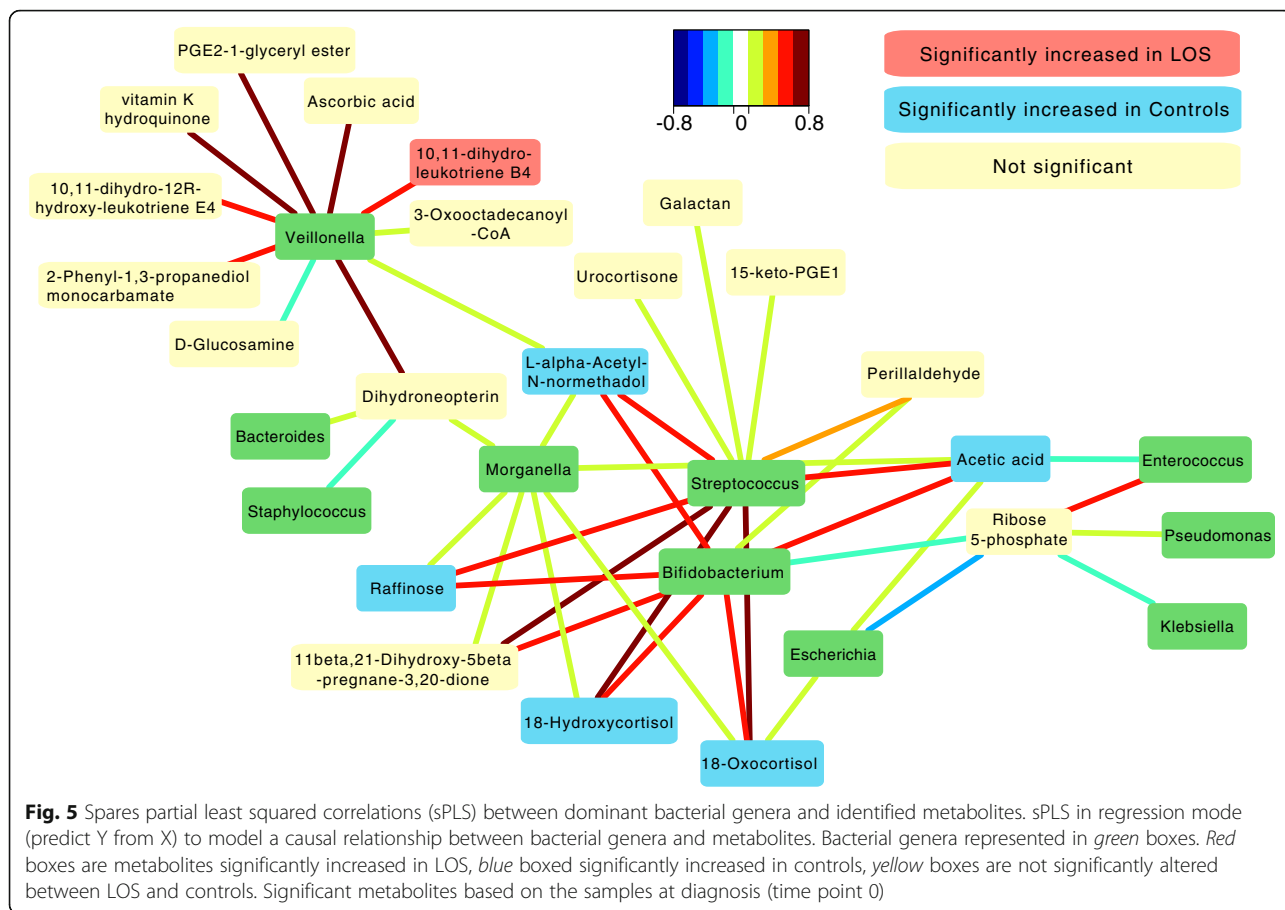 PGE2-1-glyceryl ester
vitamin K
hydroquinone
Ascorbic acid
10,11-dihydro-
leukotriene B4
10,11-dihydro-12R-
hydroxy-leukotriene E4
3-Oxooctadecanoyl
-CoA
Veillonella
2-Phenyl-1,3-propanediol
monocarbamate
D-Glucosamine
-0.8
0
0.8
Significantly increased in LOS
Significantly increased in Controls
Not significant
Galactan
Urocortisone
15-keto-PGE1
L-alpha-Acetyl-
N-normethadol
Perillaldehyde
Dihydroneopterin
Bacteroides
Staphylococcus
Morganella
Streptococcus
Acetic acid
Enterococcus
Ribose
5-phosphate
Pseudomonas
Bifidobacterium
Raffinose
Klebsiella
Escherichia
11beta,21-Dihydroxy-5beta
-pregnane-3,20-dione
18-Hydroxycortisol
18-Oxocortisol
Fig. 5 Spares partial least squared correlations (sPLS) between dominant bacterial genera and identified metabolites. sPLS in regression mode
(predict Y from X) to model a causal relationship between bacterial genera and metabolites. Bacterial genera represented in green boxes. Red
boxes are metabolites significantly increased in LOS, blue boxed significantly increased in controls, yellow boxes are not significantly altered
between LOS and controls. Significant metabolites based on the samples at diagnosis (time point 0)